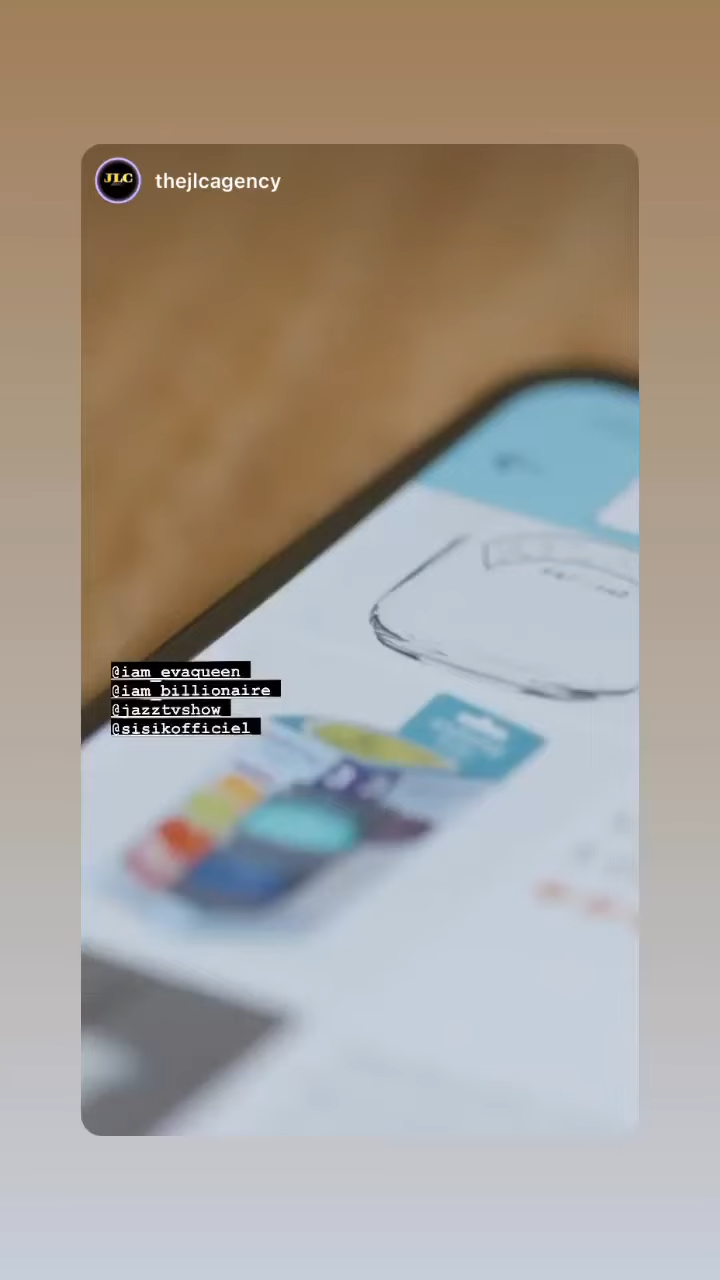 JLC
thejlcagency
@iam_evaqueen
@iam_billionaire
@jazztvshow
@sisikofficiel